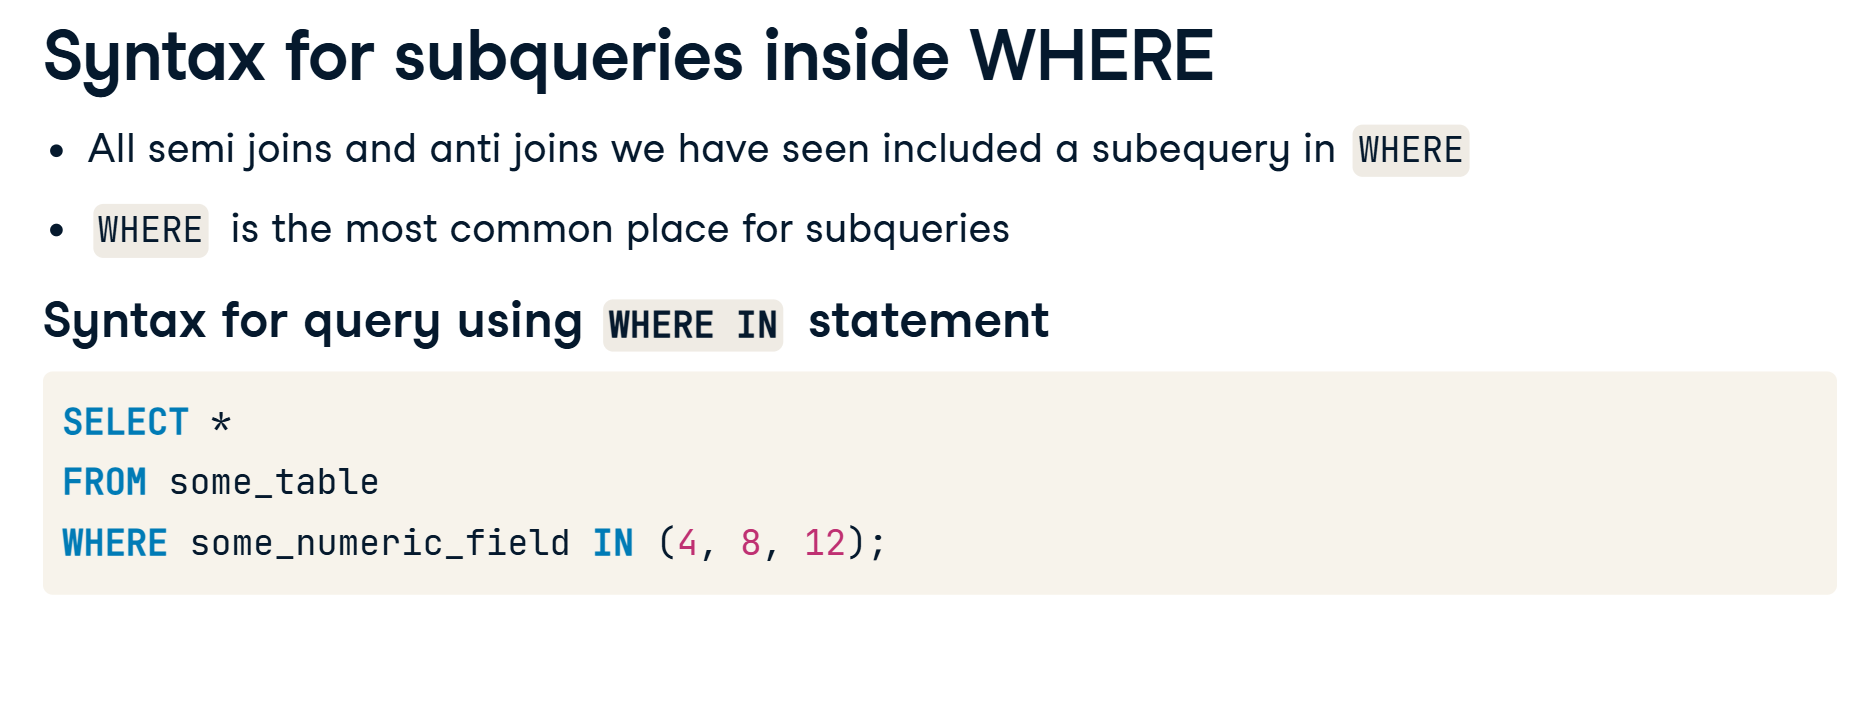 Syntax for subqueries inside WHERE
• All semi joins and anti joins we have seen included a subequery in WHERE
• WHERE is the most common place for subqueries
Syntax for query using WHERE IN statement
SELECT *
FROM some_table
WHERE some_numeric_field IN (4, 8, 12);